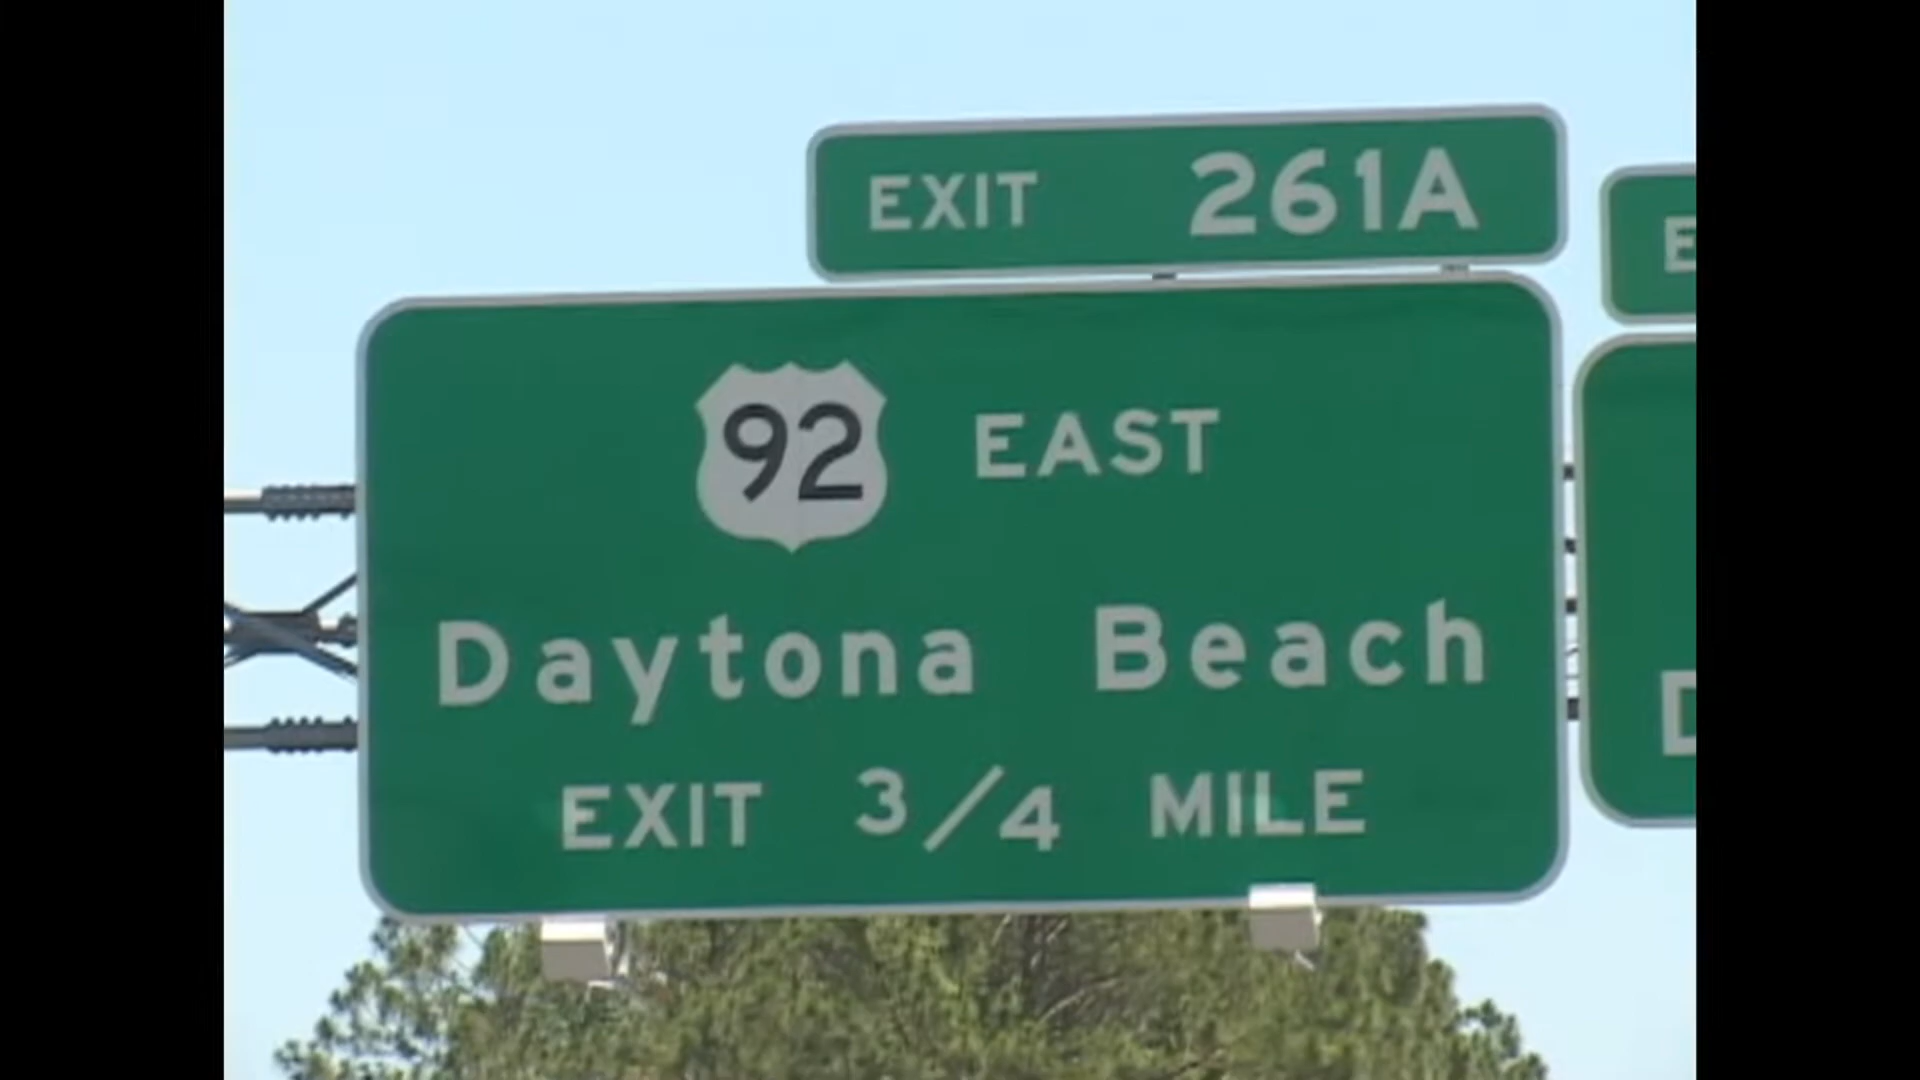 EXIT 261A
92 EAST
Daytona Beach
EXIT 3/4 MILE
E
D